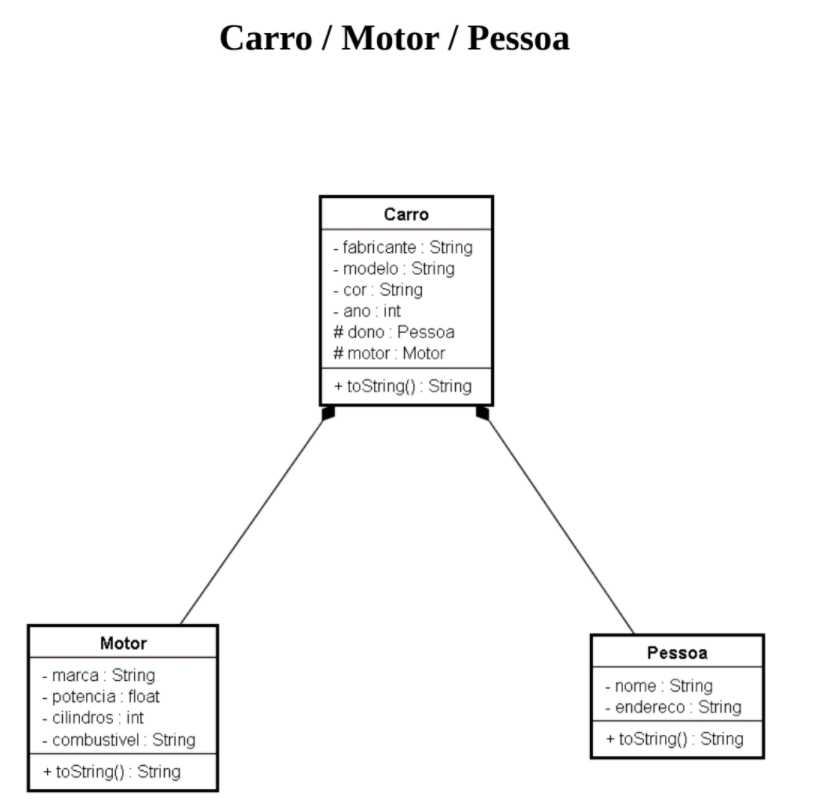 Carro / Motor / Pessoa
Carro
- fabricante : String
- modelo : String
- cor : String
- ano : int
# dono : Pessoa
# motor : Motor
+ toString() : String
Motor
- marca : String
- potencia : float
- cilindros : int
- combustivel : String
+ toString() : String
Pessoa
- nome : String
- endereco : String
+ toString() : String